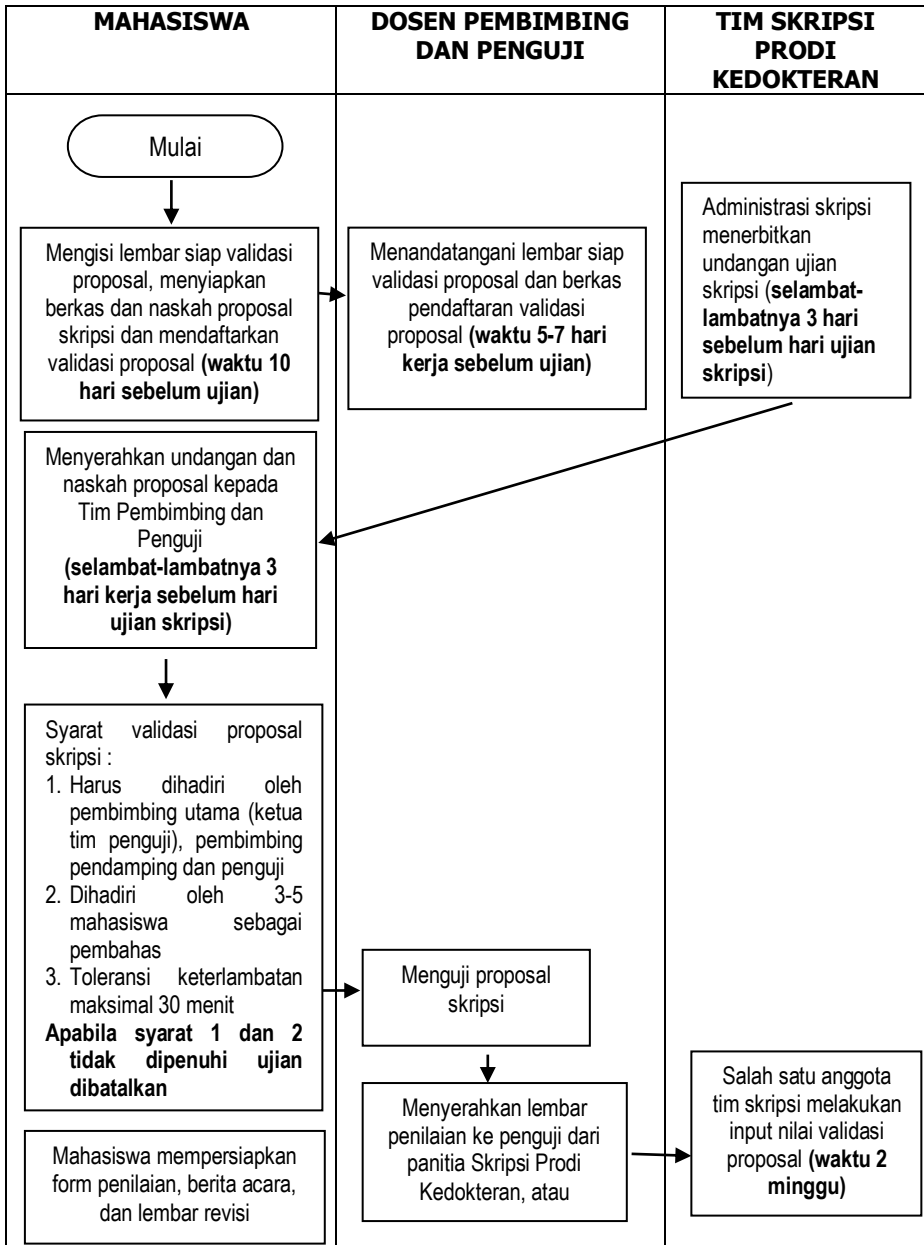 MAHASISWA
DOSEN PEMBIMBING
DAN PENGUJI
TIM SKRIPSI
PRODI
KEDOKTERAN
Mulai
Mengisi lembar siap validasi
proposal, menyiapkan
berkas dan naskah proposal
skripsi dan mendaftarkan
validasi proposal (waktu 10
hari sebelum ujian)
Menandatangani lembar siap
validasi proposal dan berkas
pendaftaran validasi
proposal (waktu 5-7 hari
kerja sebelum ujian)
Administrasi skripsi
menerbitkan
undangan ujian
skripsi (selambat-
lambatnya 3 hari
sebelum hari ujian
skripsi)
Menyerahkan undangan dan
naskah proposal kepada
Tim Pembimbing dan
Penguji
(selambat-lambatnya 3
hari kerja sebelum hari
ujian skripsi)
Syarat validasi proposal
skripsi :
1. Harus dihadiri oleh
pembimbing utama (ketua
tim penguji), pembimbing
pendamping dan penguji
2. Dihadiri oleh 3-5
mahasiswa sebagai
pembahas
3. Toleransi keterlambatan
maksimal 30 menit
Apabila syarat 1 dan 2
tidak dipenuhi ujian
dibatalkan
Menguji proposal
skripsi
Menyerahkan lembar
penilaian ke penguji dari
panitia Skripsi Prodi
Kedokteran, atau
Salah satu anggota
tim skripsi melakukan
input nilai validasi
proposal (waktu 2
minggu)
Mahasiswa mempersiapkan
form penilaian, berita acara,
dan lembar revisi